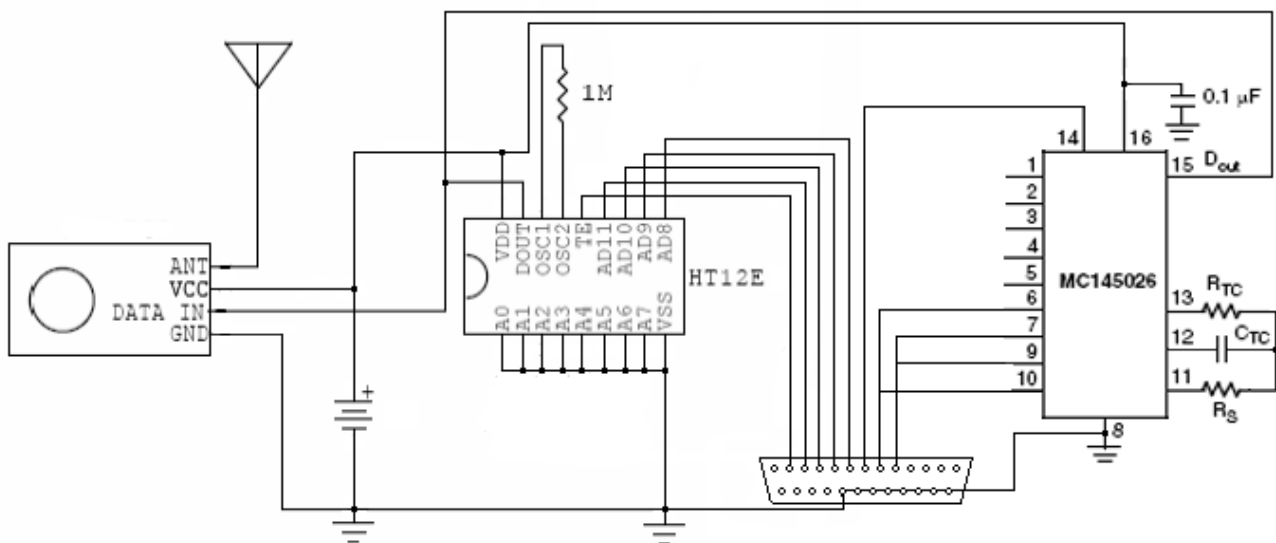 ANT
VCC
DATA IN
GND
+
1M
VDD
DOUT
OSC1
OSC2
TE
AD11
AD10
AD9
AD8
HT12E
A0
A1
A2
A3
A4
A5
A6
A7
VSS
0.1 µF
14
16
1
2
3
4
5
6
7
9
10
MC145026
15 Dout
13 RTC
12 CTC
11
RS
8